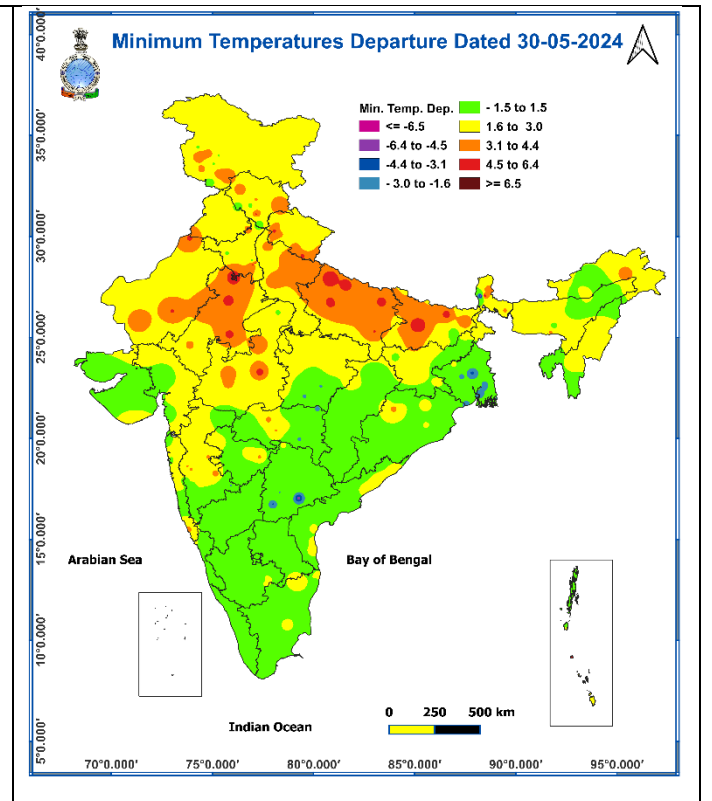 Minimum Temperatures Departure Dated 30-05-2024
Min. Temp. Dep.
<= -6.5
-6.4 to -4.5
-4.4 to -3.1
- 3.0 to -1.6
- 1.5 to 1.5
1.6 to 3.0
3.1 to 4.4
4.5 to 6.4
>= 6.5
40°0.000'
35°0.000'
30°0.000'
25°0.000'
20°0.000'
15°0.000'
10°0.000'
5°0.000'
Arabian Sea
Bay of Bengal
Indian Ocean
0 250 500 km
70°0.000' 75°0.000' 80°0.000' 85°0.000' 90°0.000' 95°0.000'